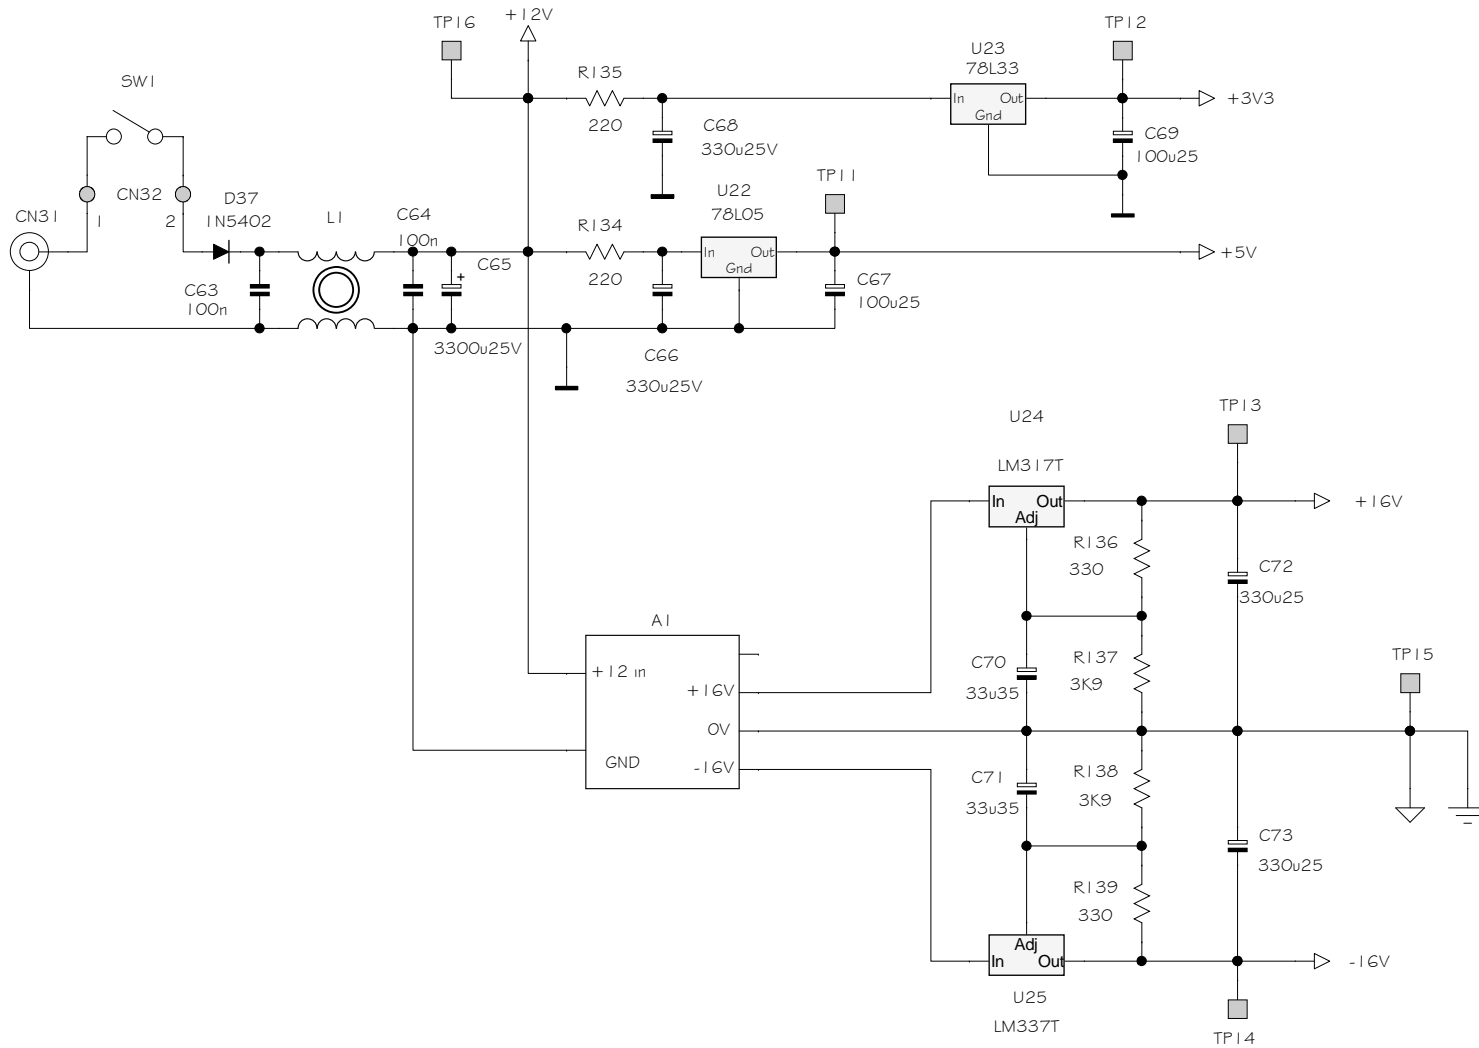 TP16
+12V
TP12
U23
78L33
R135
SW1
In
Out
Gnd
+3V3
220
C68
330u25V
C69
100u25
TP11
U22
78L05
CN32
D37
1N5402
CN31
1
2
L1
C64
100n
R134
In
Out
Gnd
+5V
C65
+
220
C63
100n
C67
100u25
3300u25V
C66
330u25V
TP13
U24
LM317T
In
Out
Adj
+16V
R136
330
C72
330u25
A1
+12 in
+16V
0V
GND
-16V
C70
33u35
R137
3K9
TP15
C71
33u35
R138
3K9
C73
330u25
R139
330
Adj
In
Out
-16V
U25
LM337T
TP14